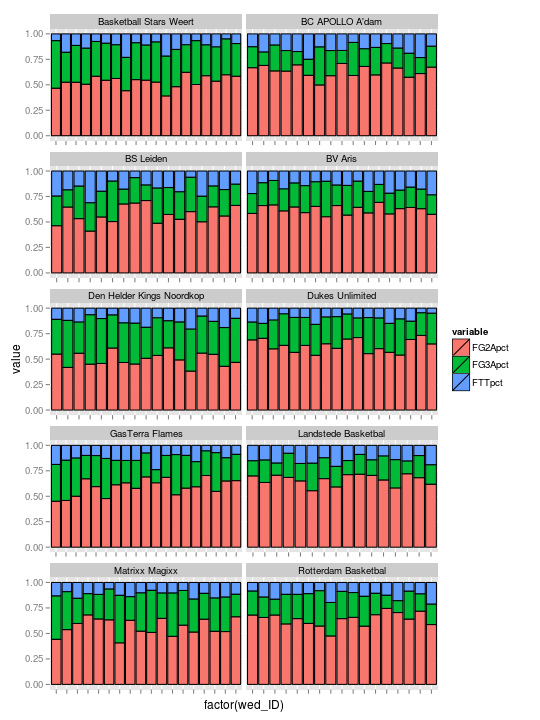 Basketball Stars Weert
BC APOLLO A'dam
1.00
0.75
0.50
0.25
0.00
BS Leiden
BV Aris
1.00
0.75
0.50
0.25
0.00
Den Helder Kings Noordkop
Dukes Unlimited
1.00
0.75
0.50
0.25
0.00
GasTerra Flames
Landstede Basketbal
1.00
0.75
0.50
0.25
0.00
Matrixx Magixx
Rotterdam Basketbal
1.00
0.75
0.50
0.25
0.00
value
factor(wed_ID)
variable
FG2Apct
FG3Apct
FTTpct